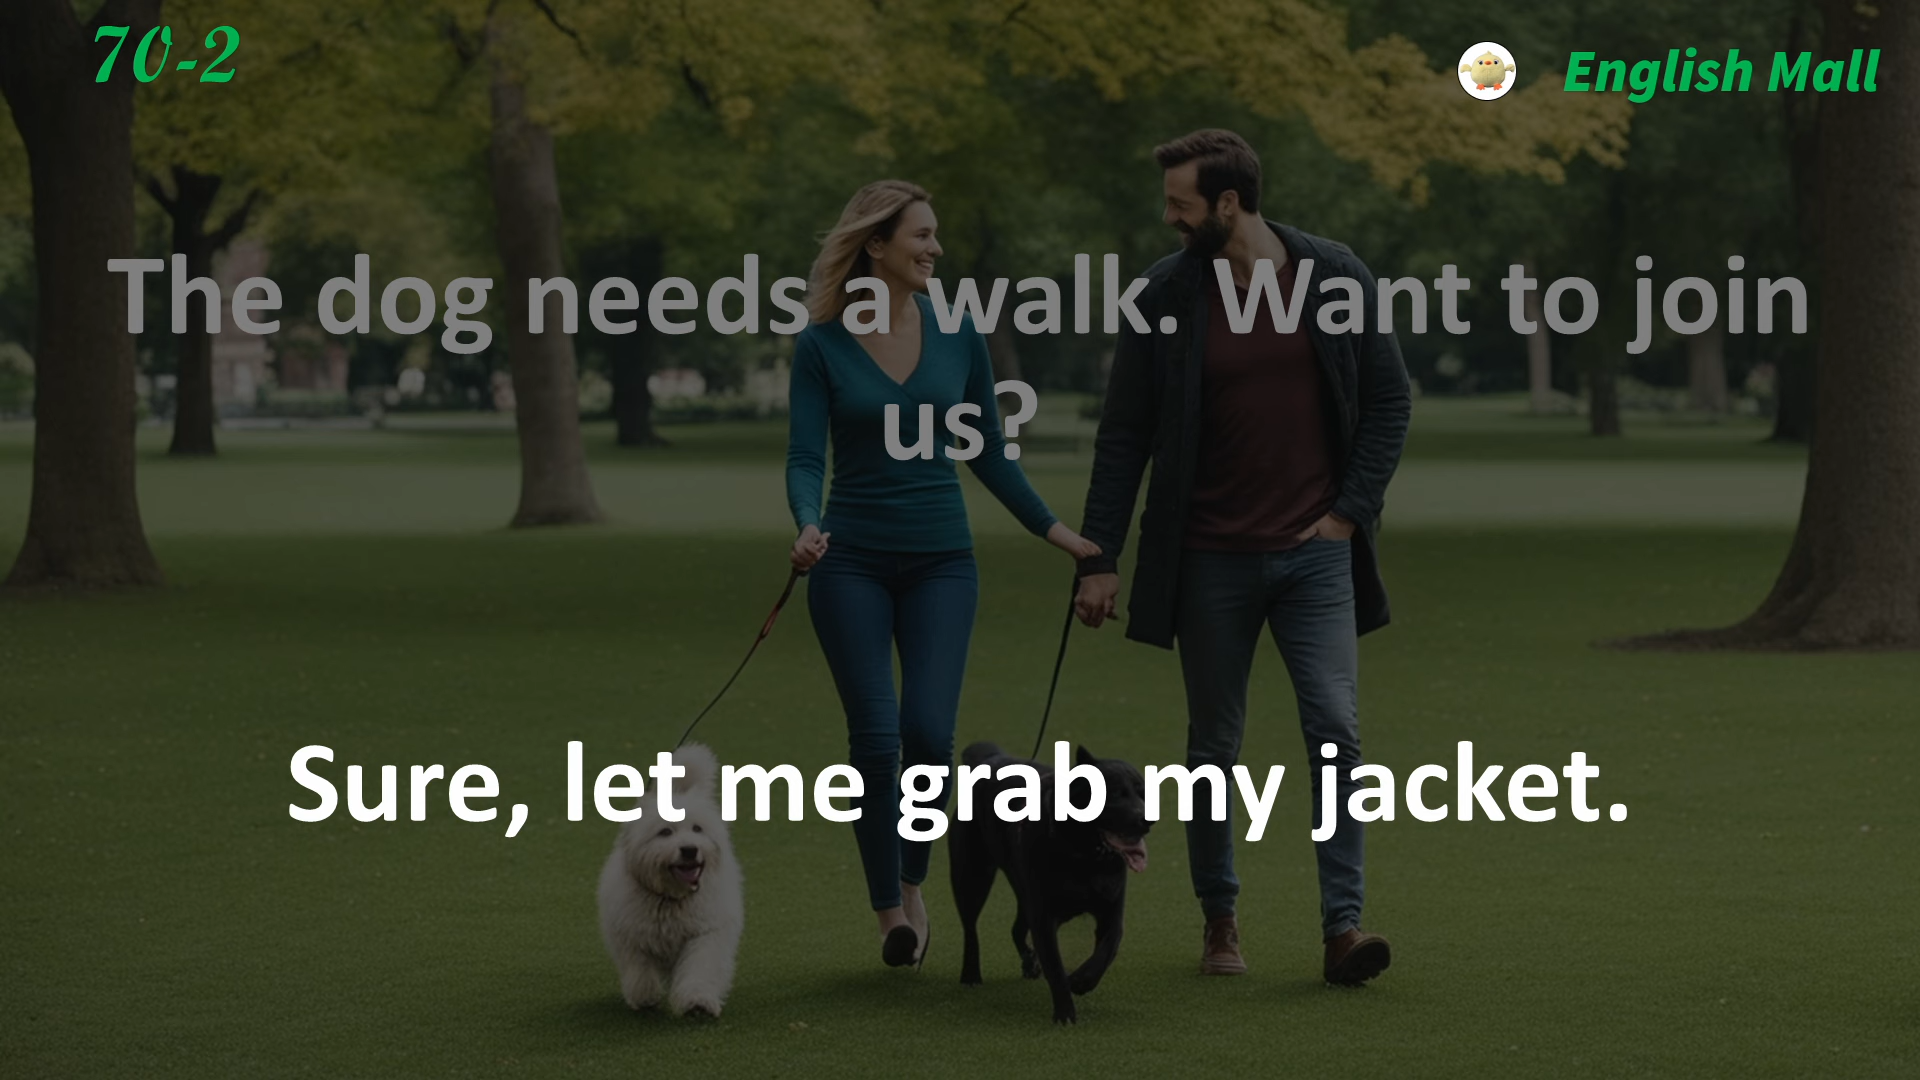 70-2
English Mall
The dog needs a walk. Want to join
us?
Sure, let me grab my jacket.